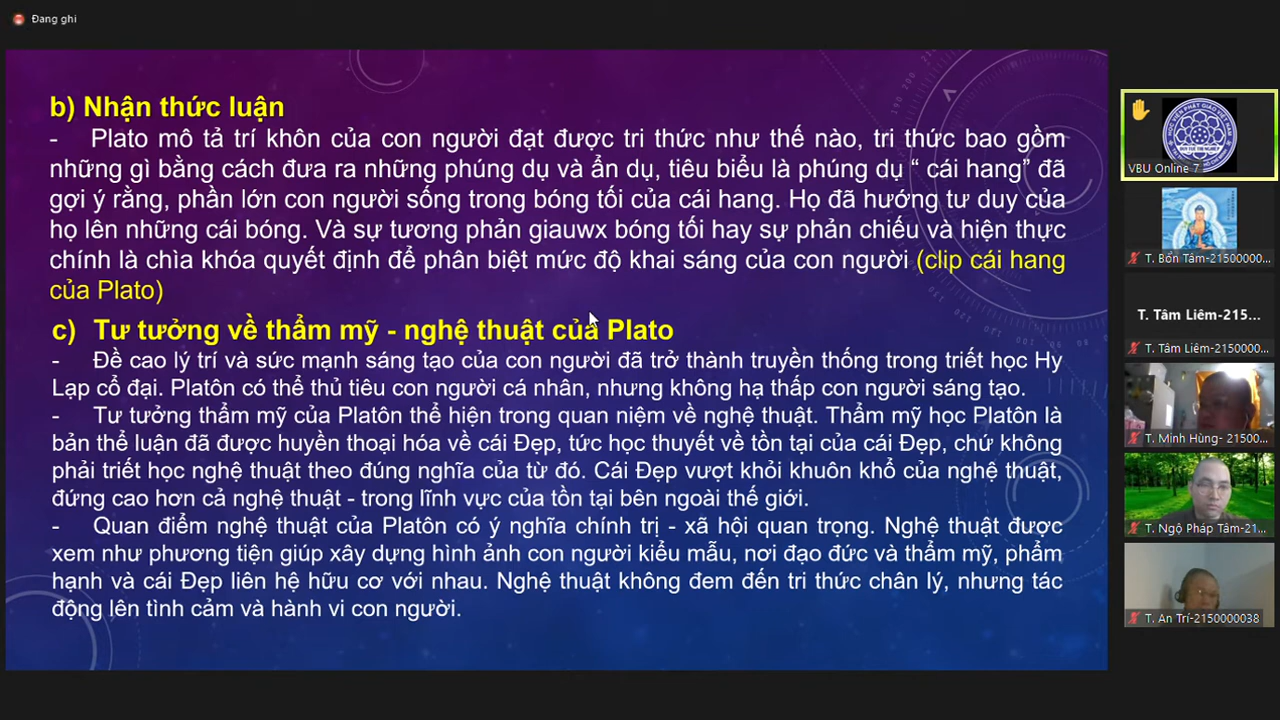 Đang ghi
b) Nhận thức luận
- Plato mô tả trí khôn của con người đạt được tri thức như thế nào, tri thức bao gồm
những gì bằng cách đưa ra những phúng dụ và ẩn dụ, tiêu biểu là phúng dụ “ cái hang” đã
gợi ý rằng, phần lớn con người sống trong bóng tối của cái hang. Họ đã hướng tư duy của
họ lên những cái bóng. Và sự tương phản giauwx bóng tối hay sự phản chiếu và hiện thực
chính là chìa khóa quyết định để phân biệt mức độ khai sáng của con người (clip cái hang
của Plato)
c) Tư tưởng về thẩm mỹ - nghệ thuật của Plato
- Đề cao lý trí và sức mạnh sáng tạo của con người đã trở thành truyền thống trong triết học Hy
Lạp cổ đại. Platôn có thể thủ tiêu con người cá nhân, nhưng không hạ thấp con người sáng tạo.
- Tư tưởng thẩm mỹ của Platôn thể hiện trong quan niệm về nghệ thuật. Thẩm mỹ học Platôn là
bản thể luận đã được huyền thoại hóa về cái Đẹp, tức học thuyết về tồn tại của cái Đẹp, chứ không
phải triết học nghệ thuật theo đúng nghĩa của từ đó. Cái Đẹp vượt khỏi khuôn khổ của nghệ thuật,
đứng cao hơn cả nghệ thuật - trong lĩnh vực của tồn tại bên ngoài thế giới.
- Quan điểm nghệ thuật của Platôn có ý nghĩa chính trị - xã hội quan trọng. Nghệ thuật được
xem như phương tiện giúp xây dựng hình ảnh con người kiểu mẫu, nơi đạo đức và thẩm mỹ, phẩm
hạnh và cái Đẹp liên hệ hữu cơ với nhau. Nghệ thuật không đem đến tri thức chân lý, nhưng tác
động lên tình cảm và hành vi con người.
VBU Online 7
T. Bổn Tâm-21500000...
T. Tâm Liêm-215...
T. Tâm Liêm-2150000...
T. Minh Hùng- 21500...
T. Ngộ Pháp Tâm-21...
T. An Trí-2150000038